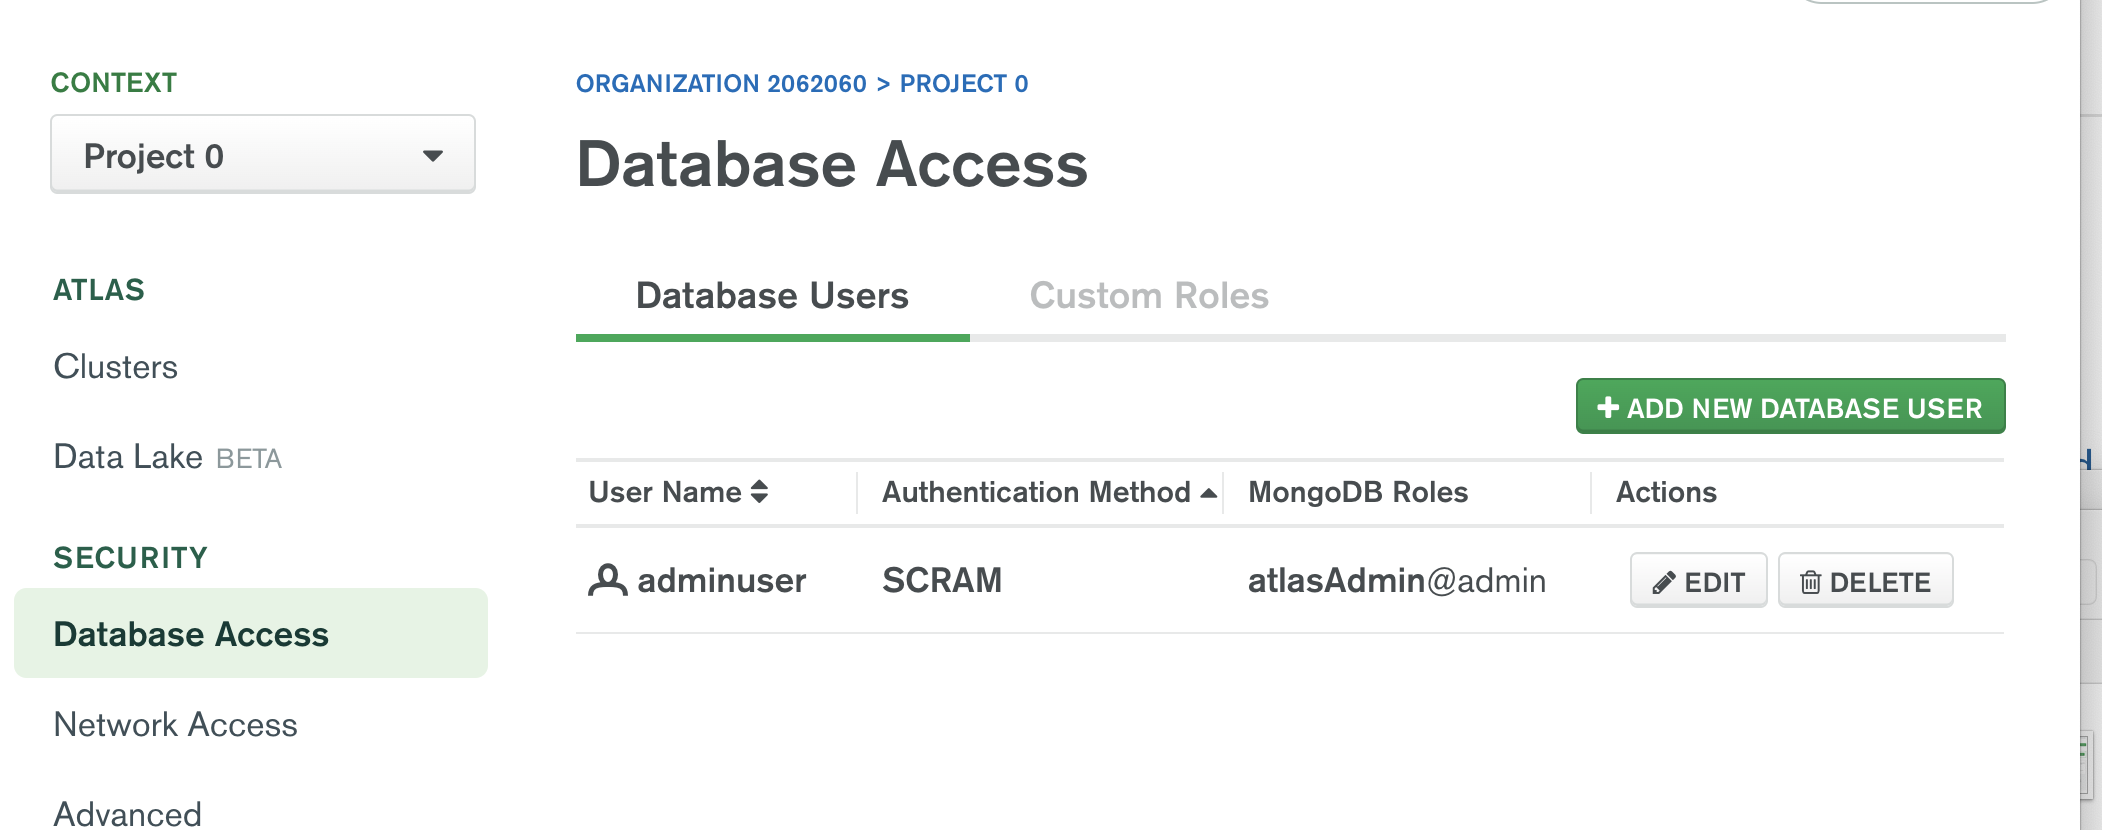 CONTEXT
Project 0
ATLAS
Clusters
Data Lake BETA
SECURITY
Database Access
Network Access
Advanced
ORGANIZATION 2062060 > PROJECT 0
Database Access
Database Users Custom Roles
ADD NEW DATABASE USER
User Name Authentication Method MongoDB Roles Actions
adminuser SCRAM atlasAdmin@admin EDIT DELETE